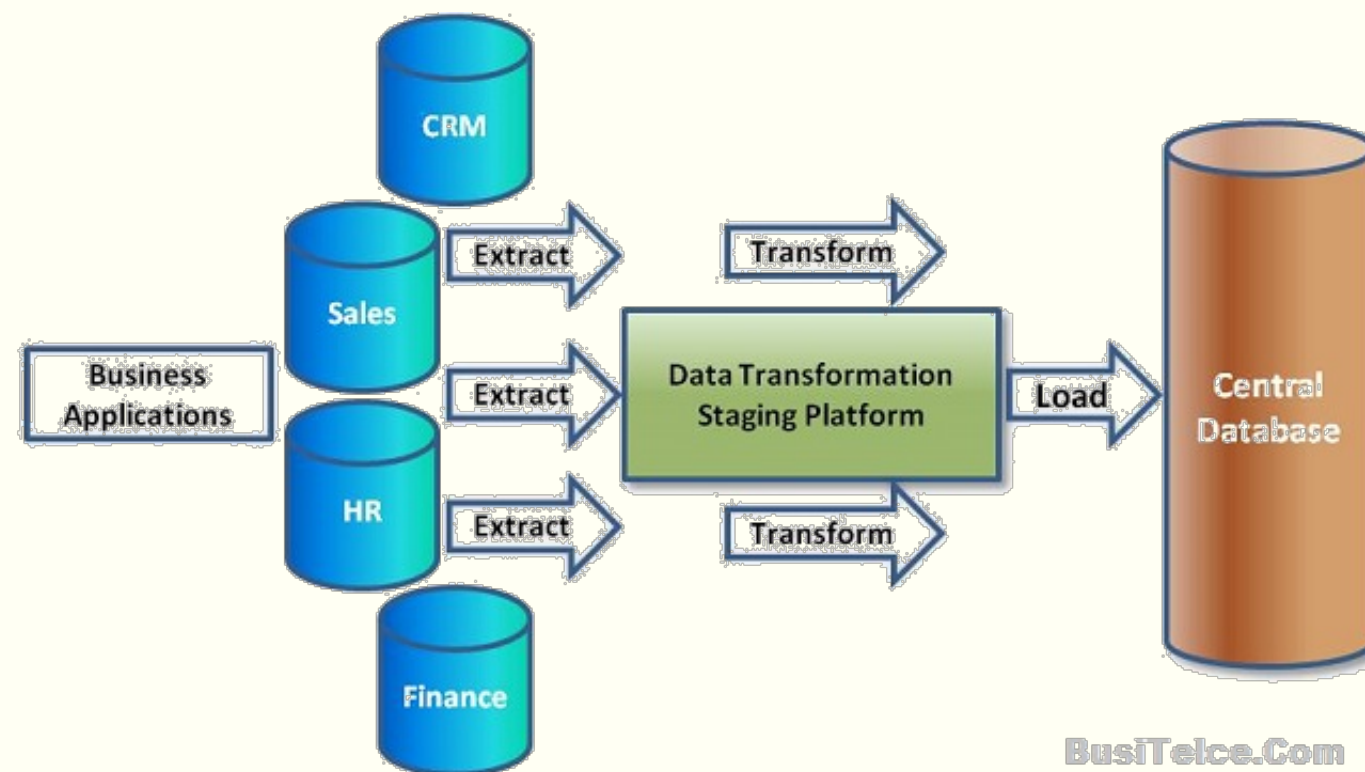 CRM
Extract
Transform
Sales
Business
Applications
Extract
Data Transformation
Staging Platform
Load
Central
Database
HR
Extract
Transform
Finance
BusiTelce.Com